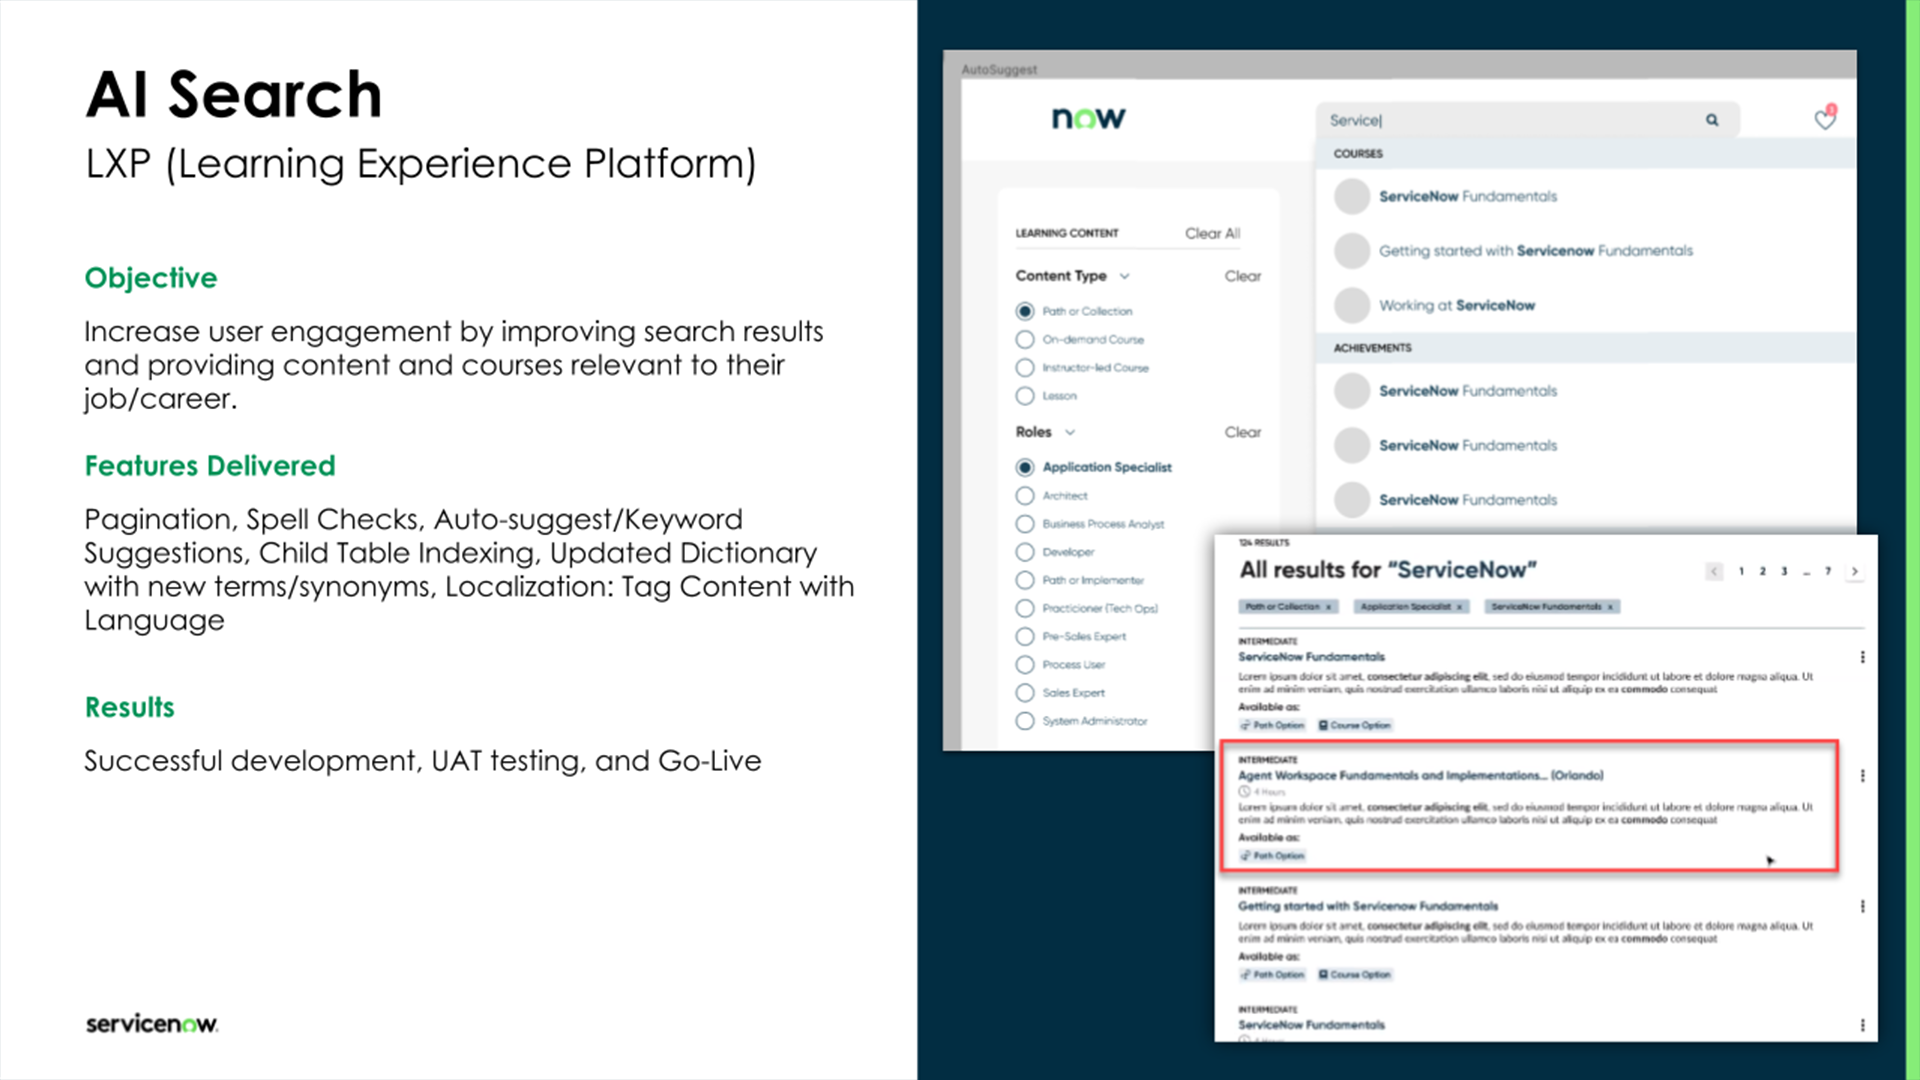 AI Search
LXP (Learning Experience Platform)
Objective
Increase user engagement by improving search results
and providing content and courses relevant to their
job/career.
Features Delivered
Pagination, Spell Checks, Auto-suggest/Keyword
Suggestions, Child Table Indexing, Updated Dictionary
with new terms/synonyms, Localization: Tag Content with
Language
Results
Successful development, UAT testing, and Go-Live
servicenow.
AutoSuggest
now
Service|
3
LEARNING CONTENT Clear All
Content Type Clear
Path or Collection
On-demand Course
Instructor-led Course
Lesson
Roles Clear
Application Specialist
Architect
Business Process Analyst
Developer
Path or Implementer
Practicioner (Tech Ops)
Pre-Sales Expert
Process User
Sales Expert
System Administrator
COURSES
ServiceNow Fundamentals
Getting started with Servicenow Fundamentals
Working at ServiceNow
ACHIEVEMENTS
ServiceNow Fundamentals
ServiceNow Fundamentals
ServiceNow Fundamentals
124 RESULTS
All results for “ServiceNow” < 1 2 3 ... 7 >
Path or Collection x Application Specialist x ServiceNow Fundamentals x
INTERMEDIATE
ServiceNow Fundamentals
Lorem ipsum dolor sit amet, consectetur adipiscing elit, sed do eiusmod tempor incididunt ut labore et dolore magna aliqua. Ut
enim ad minim veniam, quis nostrud exercitation ullamco laboris nisi ut aliquip ex ea commodo consequat
Available as:
Path Option Course Option
INTERMEDIATE
Agent Workspace Fundamentals and Implementations... (Orlando)
4 Hours
Lorem ipsum dolor sit amet, consectetur adipiscing elit, sed do eiusmod tempor incididunt ut labore et dolore magna aliqua. Ut
enim ad minim veniam, quis nostrud exercitation ullamco laboris nisi ut aliquip ex ea commodo consequat
Available as:
Path Option
INTERMEDIATE
Getting started with Servicenow Fundamentals
Lorem ipsum dolor sit amet, consectetur adipiscing elit, sed do eiusmod tempor incididunt ut labore et dolore magna aliqua. Ut
enim ad minim veniam, quis nostrud exercitation ullamco laboris nisi ut aliquip ex ea commodo consequat
Available as:
Path Option Course Option
INTERMEDIATE
ServiceNow Fundamentals